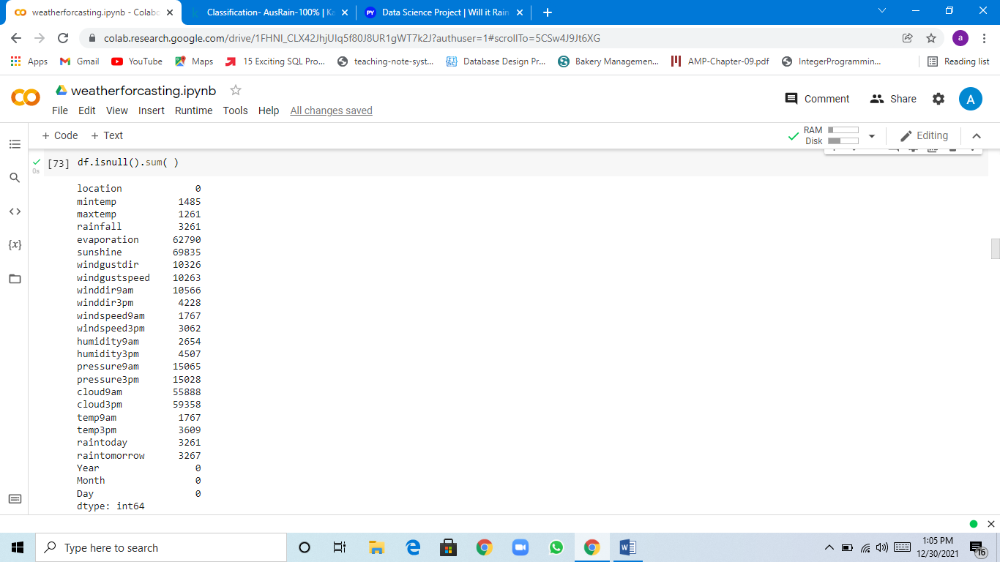 weatherforcasting.ipynb - Colabc
Classification- AusRain-100% | Ka
PY Data Science Project | Will it Rain
colab.research.google.com/drive/1FHNI_CLX42JhjUIq5f80J8UR1gWT7k2J?authuser=1#scrollTo=5CSw4J9Jt6XG
a
Apps Gmail YouTube Maps 15 Exciting SQL Pro... teaching-note-syst... Database Design Pr... Bakery Managemen... AMP-Chapter-09.pdf IntegerProgrammin... Reading list
weatherforcasting.ipynb
Comment Share A
File Edit View Insert Runtime Tools Help All changes saved
+ Code + Text
RAM
Disk
Editing
[73] df.isnull().sum( )
0s
location 0
mintemp 1485
maxtemp 1261
rainfall 3261
evaporation 62790
sunshine 69835
windgustdir 10326
windgustspeed 10263
winddir9am 10566
winddir3pm 4228
windspeed9am 1767
windspeed3pm 3062
humidity9am 2654
humidity3pm 4507
pressure9am 15065
pressure3pm 15028
cloud9am 55888
cloud3pm 59358
temp9am 1767
temp3pm 3609
raintoday 3261
raintomorrow 3267
Year 0
Month 0
Day 0
dtype: int64
Type here to search
1:05 PM
12/30/2021
16